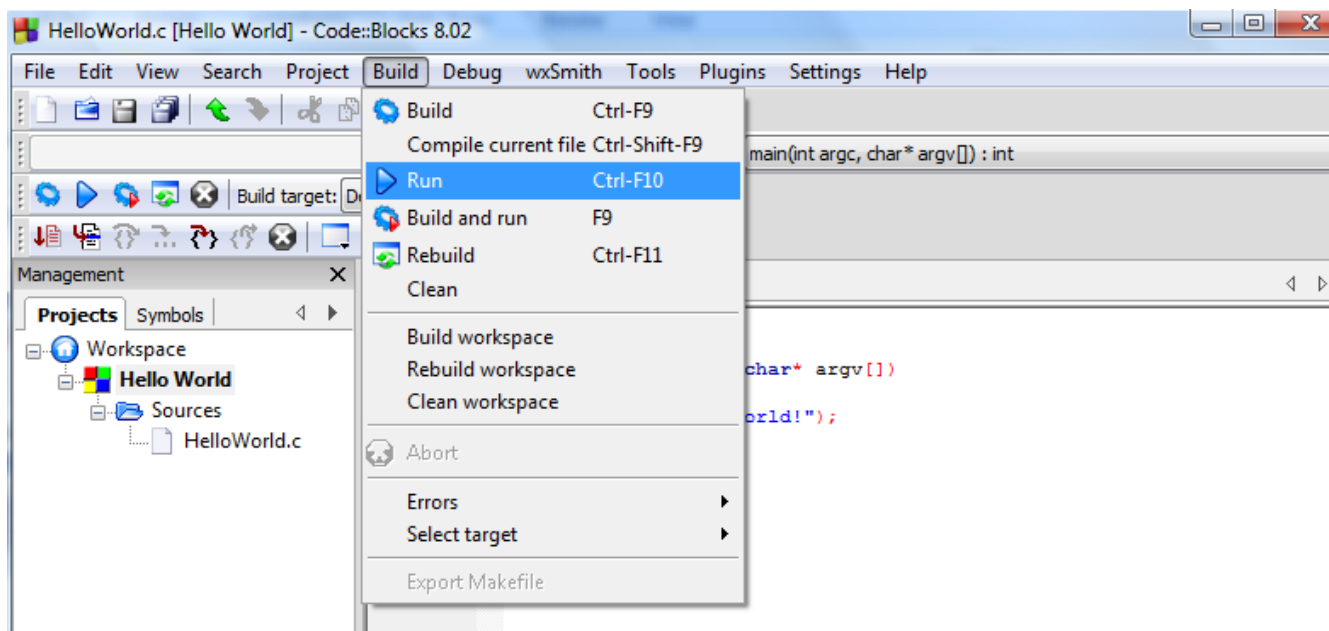 HelloWorld.c [Hello World] - Code::Blocks 8.02
File Edit View Search Project Build Debug wxSmith Tools Plugins Settings Help
Build Ctrl-F9
Compile current file Ctrl-Shift-F9
main(int argc, char* argv[]) : int
Run Ctrl-F10
Build target:
Build and run F9
Rebuild Ctrl-F11
Management
Clean
Projects Symbols
Build workspace
Workspace
Rebuild workspace
char* argv[])
Hello World
Clean workspace
Sources
orld!");
HelloWorld.c
Abort
Errors
Select target
Export Makefile